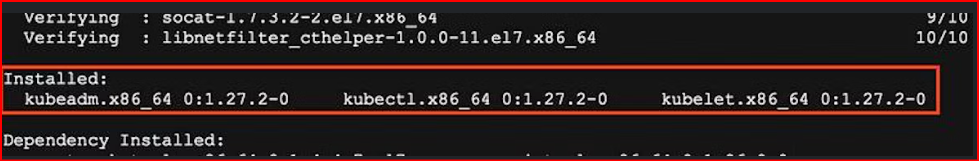 Verifying : socat-1.7.3.2-2.el7.x86_64 9/10
Verifying : libnetfilter_cthelper-1.0.0-11.el7.x86_64 10/10
Installed:
kubeadm.x86_64 0:1.27.2-0 kubectl.x86_64 0:1.27.2-0 kubelet.x86_64 0:1.27.2-0
Dependency Installed: